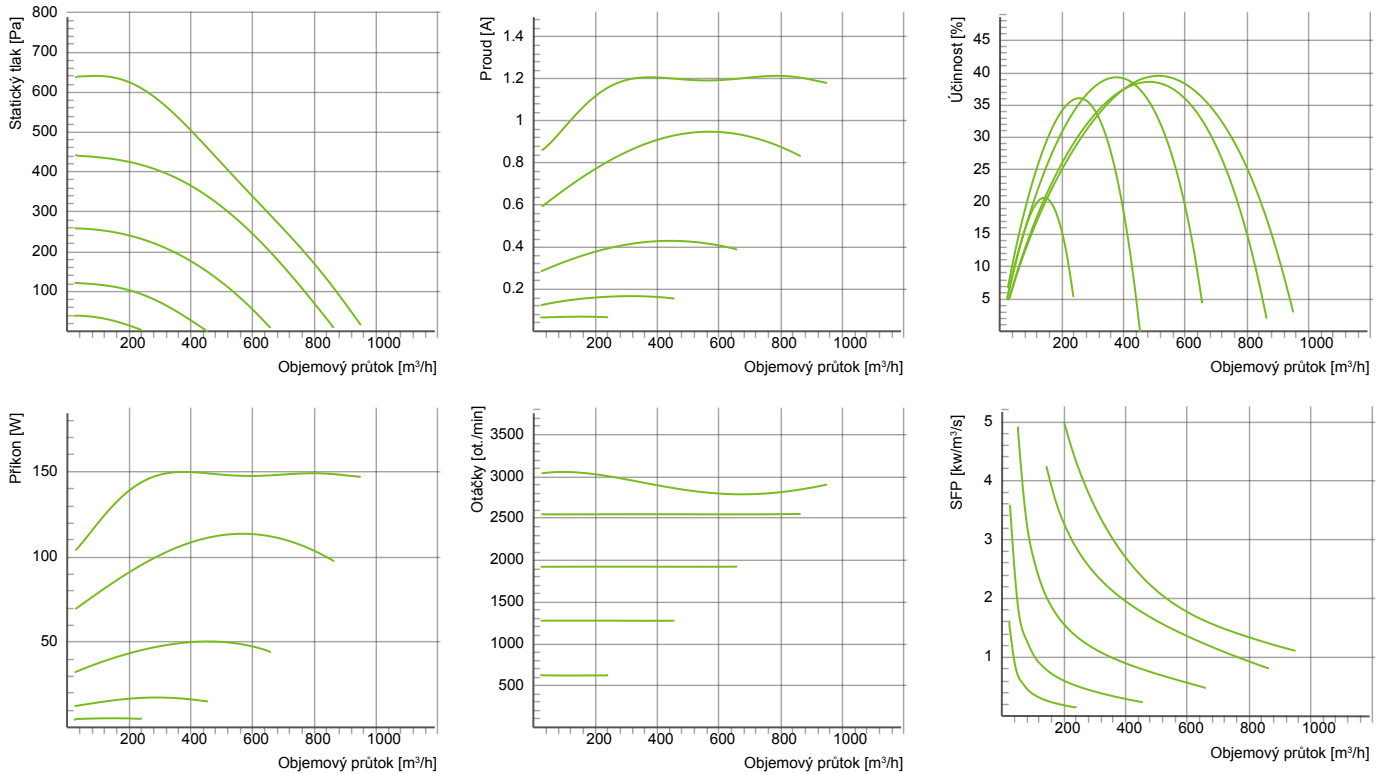 Statický tlak [Pa]
800
700
600
500
400
300
200
100
200 400 600 800 1000
Objemový průtok [m³/h]
Proud [A]
1.4
1.2
1
0.8
0.6
0.4
0.2
200 400 600 800 1000
Objemový průtok [m³/h]
Účinnost [%]
45
40
35
30
25
20
15
10
5
200 400 600 800 1000
Objemový průtok [m³/h]
Příkon [W]
150
100
50
200 400 600 800 1000
Objemový průtok [m³/h]
Otáčky [ot./min]
3500
3000
2500
2000
1500
1000
500
200 400 600 800 1000
Objemový průtok [m³/h]
SFP [kw/m³/s]
5
4
3
2
1
200 400 600 800 1000
Objemový průtok [m³/h]